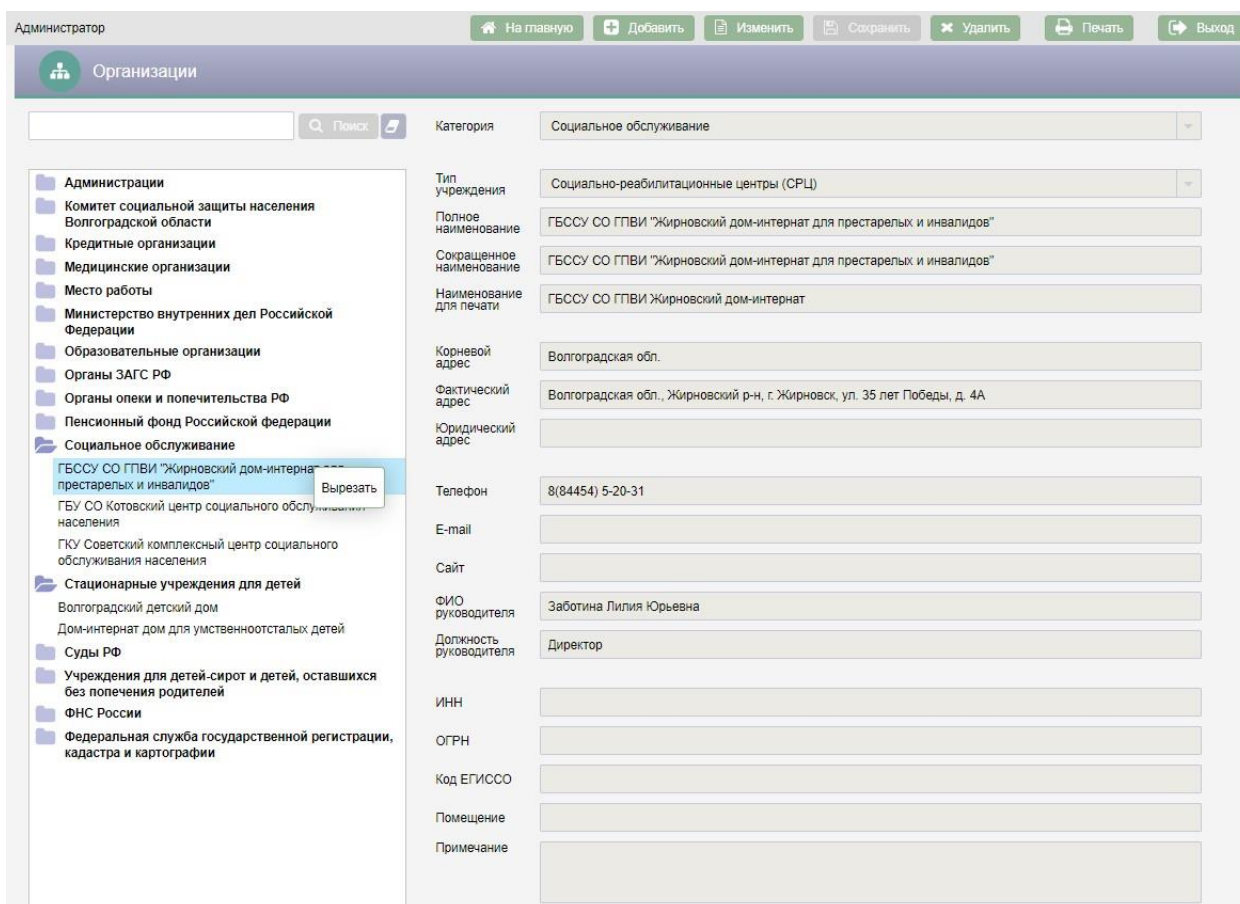 Администратор
На главную
Добавить
Изменить
Сохранить
Удалить
Печать
Выход
Организации
Поиск
Администрации
Комитет социальной защиты населения
Волгоградской области
Кредитные организации
Медицинские организации
Место работы
Министерство внутренних дел Российской
Федерации
Образовательные организации
Органы ЗАГС РФ
Органы опеки и попечительства РФ
Пенсионный фонд Российской федерации
Социальное обслуживание
ГБССУ СО ГПВИ "Жирновский дом-интернат для
престарелых и инвалидов"
Вырезать
ГБУ СО Котовский центр социального обслуживания
населения
ГКУ Советский комплексный центр социального
обслуживания населения
Стационарные учреждения для детей
Волгоградский детский дом
Дом-интернат дом для умственноотсталых детей
Суды РФ
Учреждения для детей-сирот и детей, оставшихся
без попечения родителей
ФНС России
Федеральная служба государственной регистрации,
кадастра и картографии
Категория
Социальное обслуживание
Тип
учреждения
Социально-реабилитационные центры (СРЦ)
Полное
наименование
ГБССУ СО ГПВИ "Жирновский дом-интернат для престарелых и инвалидов"
Сокращенное
наименование
ГБССУ СО ГПВИ "Жирновский дом-интернат для престарелых и инвалидов"
Наименование
для печати
ГБССУ СО ГПВИ Жирновский дом-интернат
Корневой
адрес
Волгоградская обл.
Фактический
адрес
Волгоградская обл., Жирновский р-н, г. Жирновск, ул. 35 лет Победы, д. 4А
Юридический
адрес
Телефон
8(84454) 5-20-31
E-mail
Сайт
ФИО
руководителя
Заботина Лилия Юрьевна
Должность
руководителя
Директор
ИНН
ОГРН
Код ЕГИССО
Помещение
Примечание